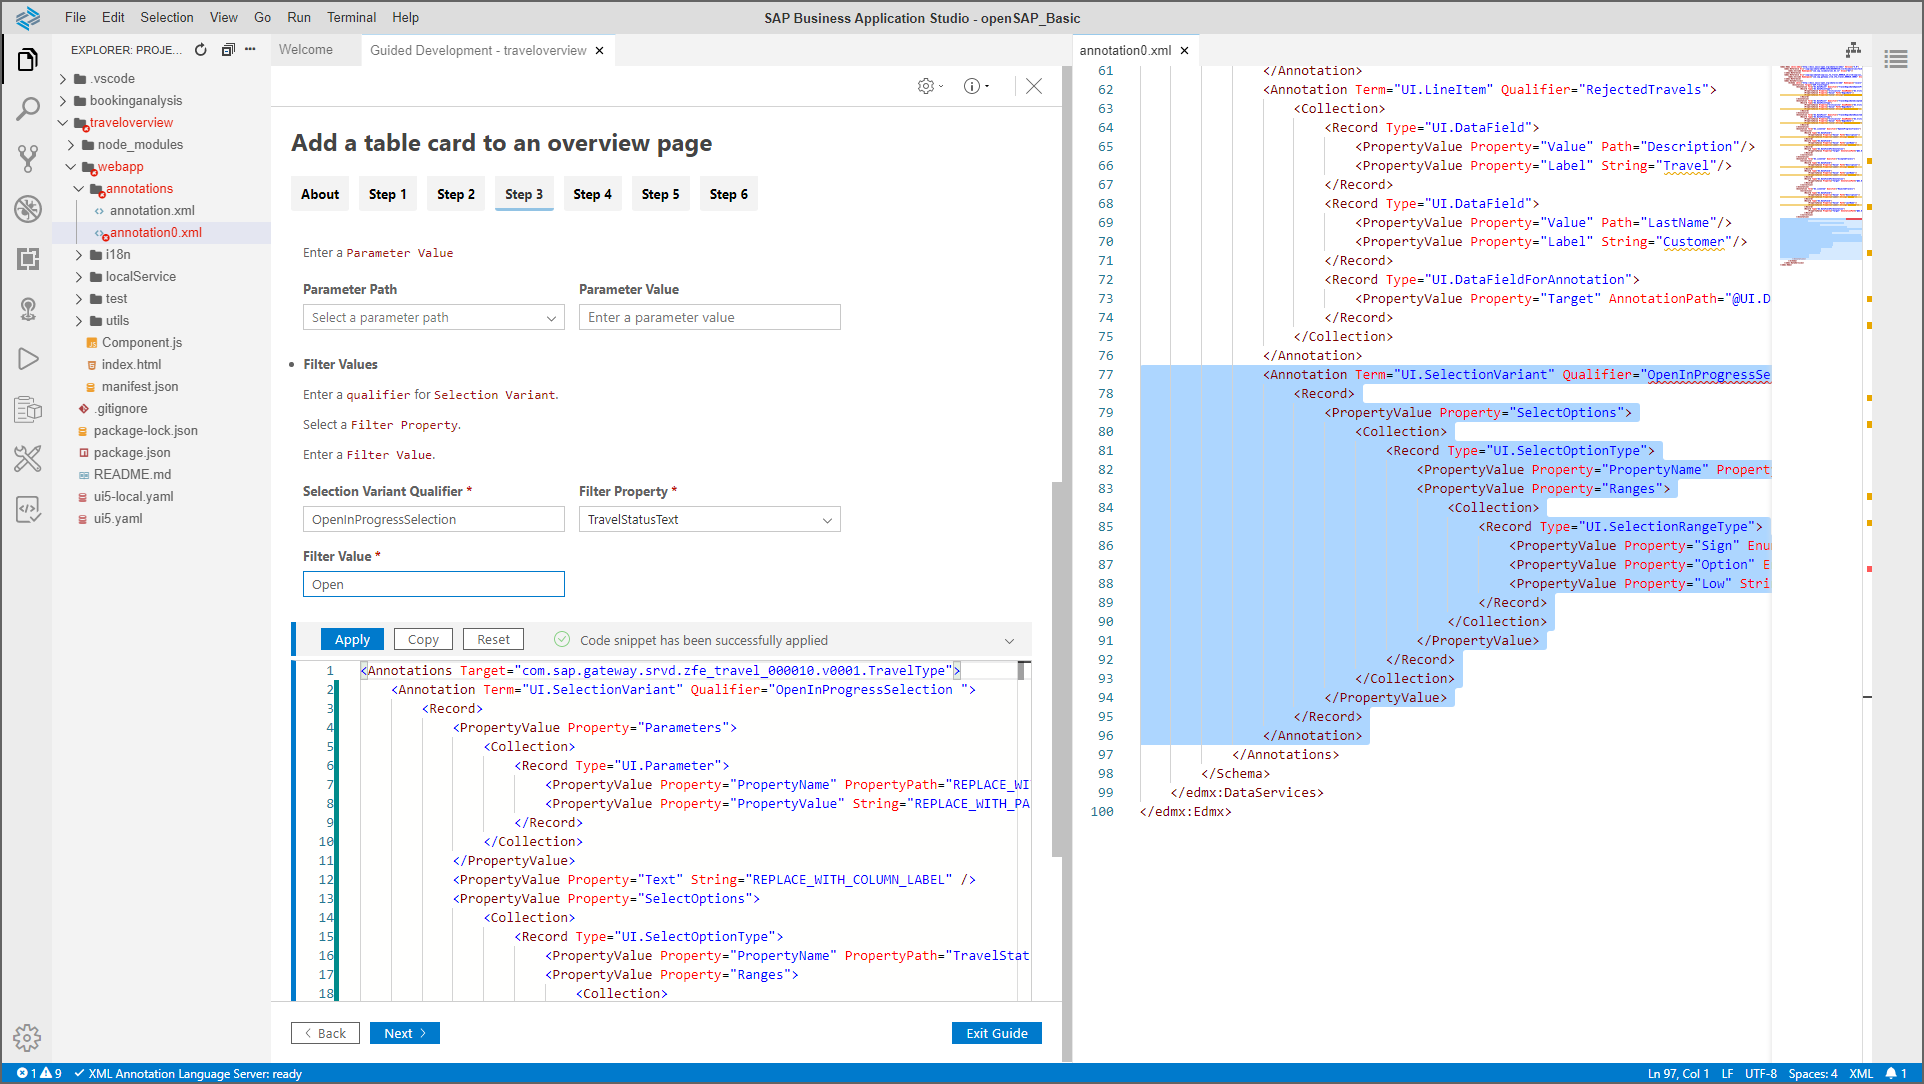 File Edit Selection View Go Run Terminal Help
SAP Business Application Studio - openSAP_Basic
EXPLORER: PROJE...
.vscode
bookinganalysis
traveloverview
node_modules
webapp
annotations
annotation.xml
annotation0.xml
i18n
localService
test
utils
Component.js
index.html
manifest.json
.gitignore
package-lock.json
package.json
README.md
ui5-local.yaml
ui5.yaml
Welcome
Guided Development - traveloverview
Add a table card to an overview page
About Step 1 Step 2 Step 3 Step 4 Step 5 Step 6
Enter a Parameter Value
Parameter Path Parameter Value
Select a parameter path Enter a parameter value
• Filter Values
Enter a qualifier for Selection Variant.
Select a Filter Property.
Enter a Filter Value.
Selection Variant Qualifier * Filter Property *
OpenInProgressSelection TravelStatusText
Filter Value *
Open
Apply Copy Reset Code snippet has been successfully applied
1 <Annotations Target="com.sap.gateway.srvd.zfe_travel_000010.v0001.TravelType">
2 <Annotation Term="UI.SelectionVariant" Qualifier="OpenInProgressSelection ">
3 <Record>
4 <PropertyValue Property="Parameters">
5 <Collection>
6 <Record Type="UI.Parameter">
7 <PropertyValue Property="PropertyName" PropertyPath="REPLACE_WI
8 <PropertyValue Property="PropertyValue" String="REPLACE_WITH_PA
9 </Record>
10 </Collection>
11 </PropertyValue>
12 <PropertyValue Property="Text" String="REPLACE_WITH_COLUMN_LABEL" />
13 <PropertyValue Property="SelectOptions">
14 <Collection>
15 <Record Type="UI.SelectOptionType">
16 <PropertyValue Property="PropertyName" PropertyPath="TravelStat
17 <PropertyValue Property="Ranges">
18 <Collection>
Back Next Exit Guide
annotation0.xml
61 </Annotation>
62 <Annotation Term="UI.LineItem" Qualifier="RejectedTravels">
63 <Collection>
64 <Record Type="UI.DataField">
65 <PropertyValue Property="Value" Path="Description"/>
66 <PropertyValue Property="Label" String="Travel"/>
67 </Record>
68 <Record Type="UI.DataField">
69 <PropertyValue Property="Value" Path="LastName"/>
70 <PropertyValue Property="Label" String="Customer"/>
71 </Record>
72 <Record Type="UI.DataFieldForAnnotation">
73 <PropertyValue Property="Target" AnnotationPath="@UI.D
74 </Record>
75 </Collection>
76 </Annotation>
77 <Annotation Term="UI.SelectionVariant" Qualifier="OpenInProgressSe
78 <Record>
79 <PropertyValue Property="SelectOptions">
80 <Collection>
81 <Record Type="UI.SelectOptionType">
82 <PropertyValue Property="PropertyName" Propert
83 <PropertyValue Property="Ranges">
84 <Collection>
85 <Record Type="UI.SelectionRangeType">
86 <PropertyValue Property="Sign" Enu
87 <PropertyValue Property="Option" E
88 <PropertyValue Property="Low" Stri
89 </Record>
90 </Collection>
91 </PropertyValue>
92 </Record>
93 </Collection>
94 </PropertyValue>
95 </Record>
96 </Annotation>
97 </Annotations>
98 </Schema>
99 </edmx:DataServices>
100 </edmx:Edmx>
1 9 XML Annotation Language Server: ready
Ln 97, Col 1 LF UTF-8 Spaces: 4 XML 1